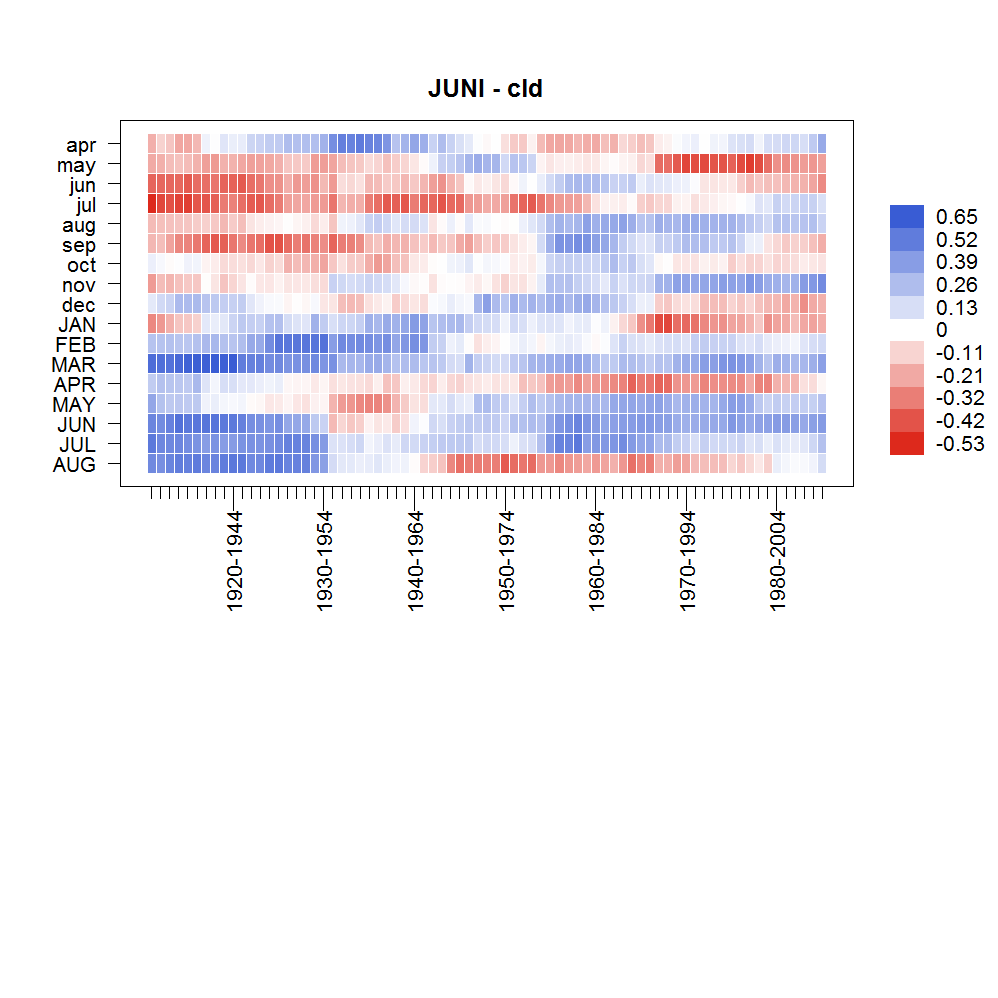 JUNI - cld
apr
may
jun
jul
aug
sep
oct
nov
dec
JAN
FEB
MAR
APR
MAY
JUN
JUL
AUG
0.65
0.52
0.39
0.26
0.13
0
-0.11
-0.21
-0.32
-0.42
-0.53
1920-1944
1930-1954
1940-1964
1950-1974
1960-1984
1970-1994
1980-2004